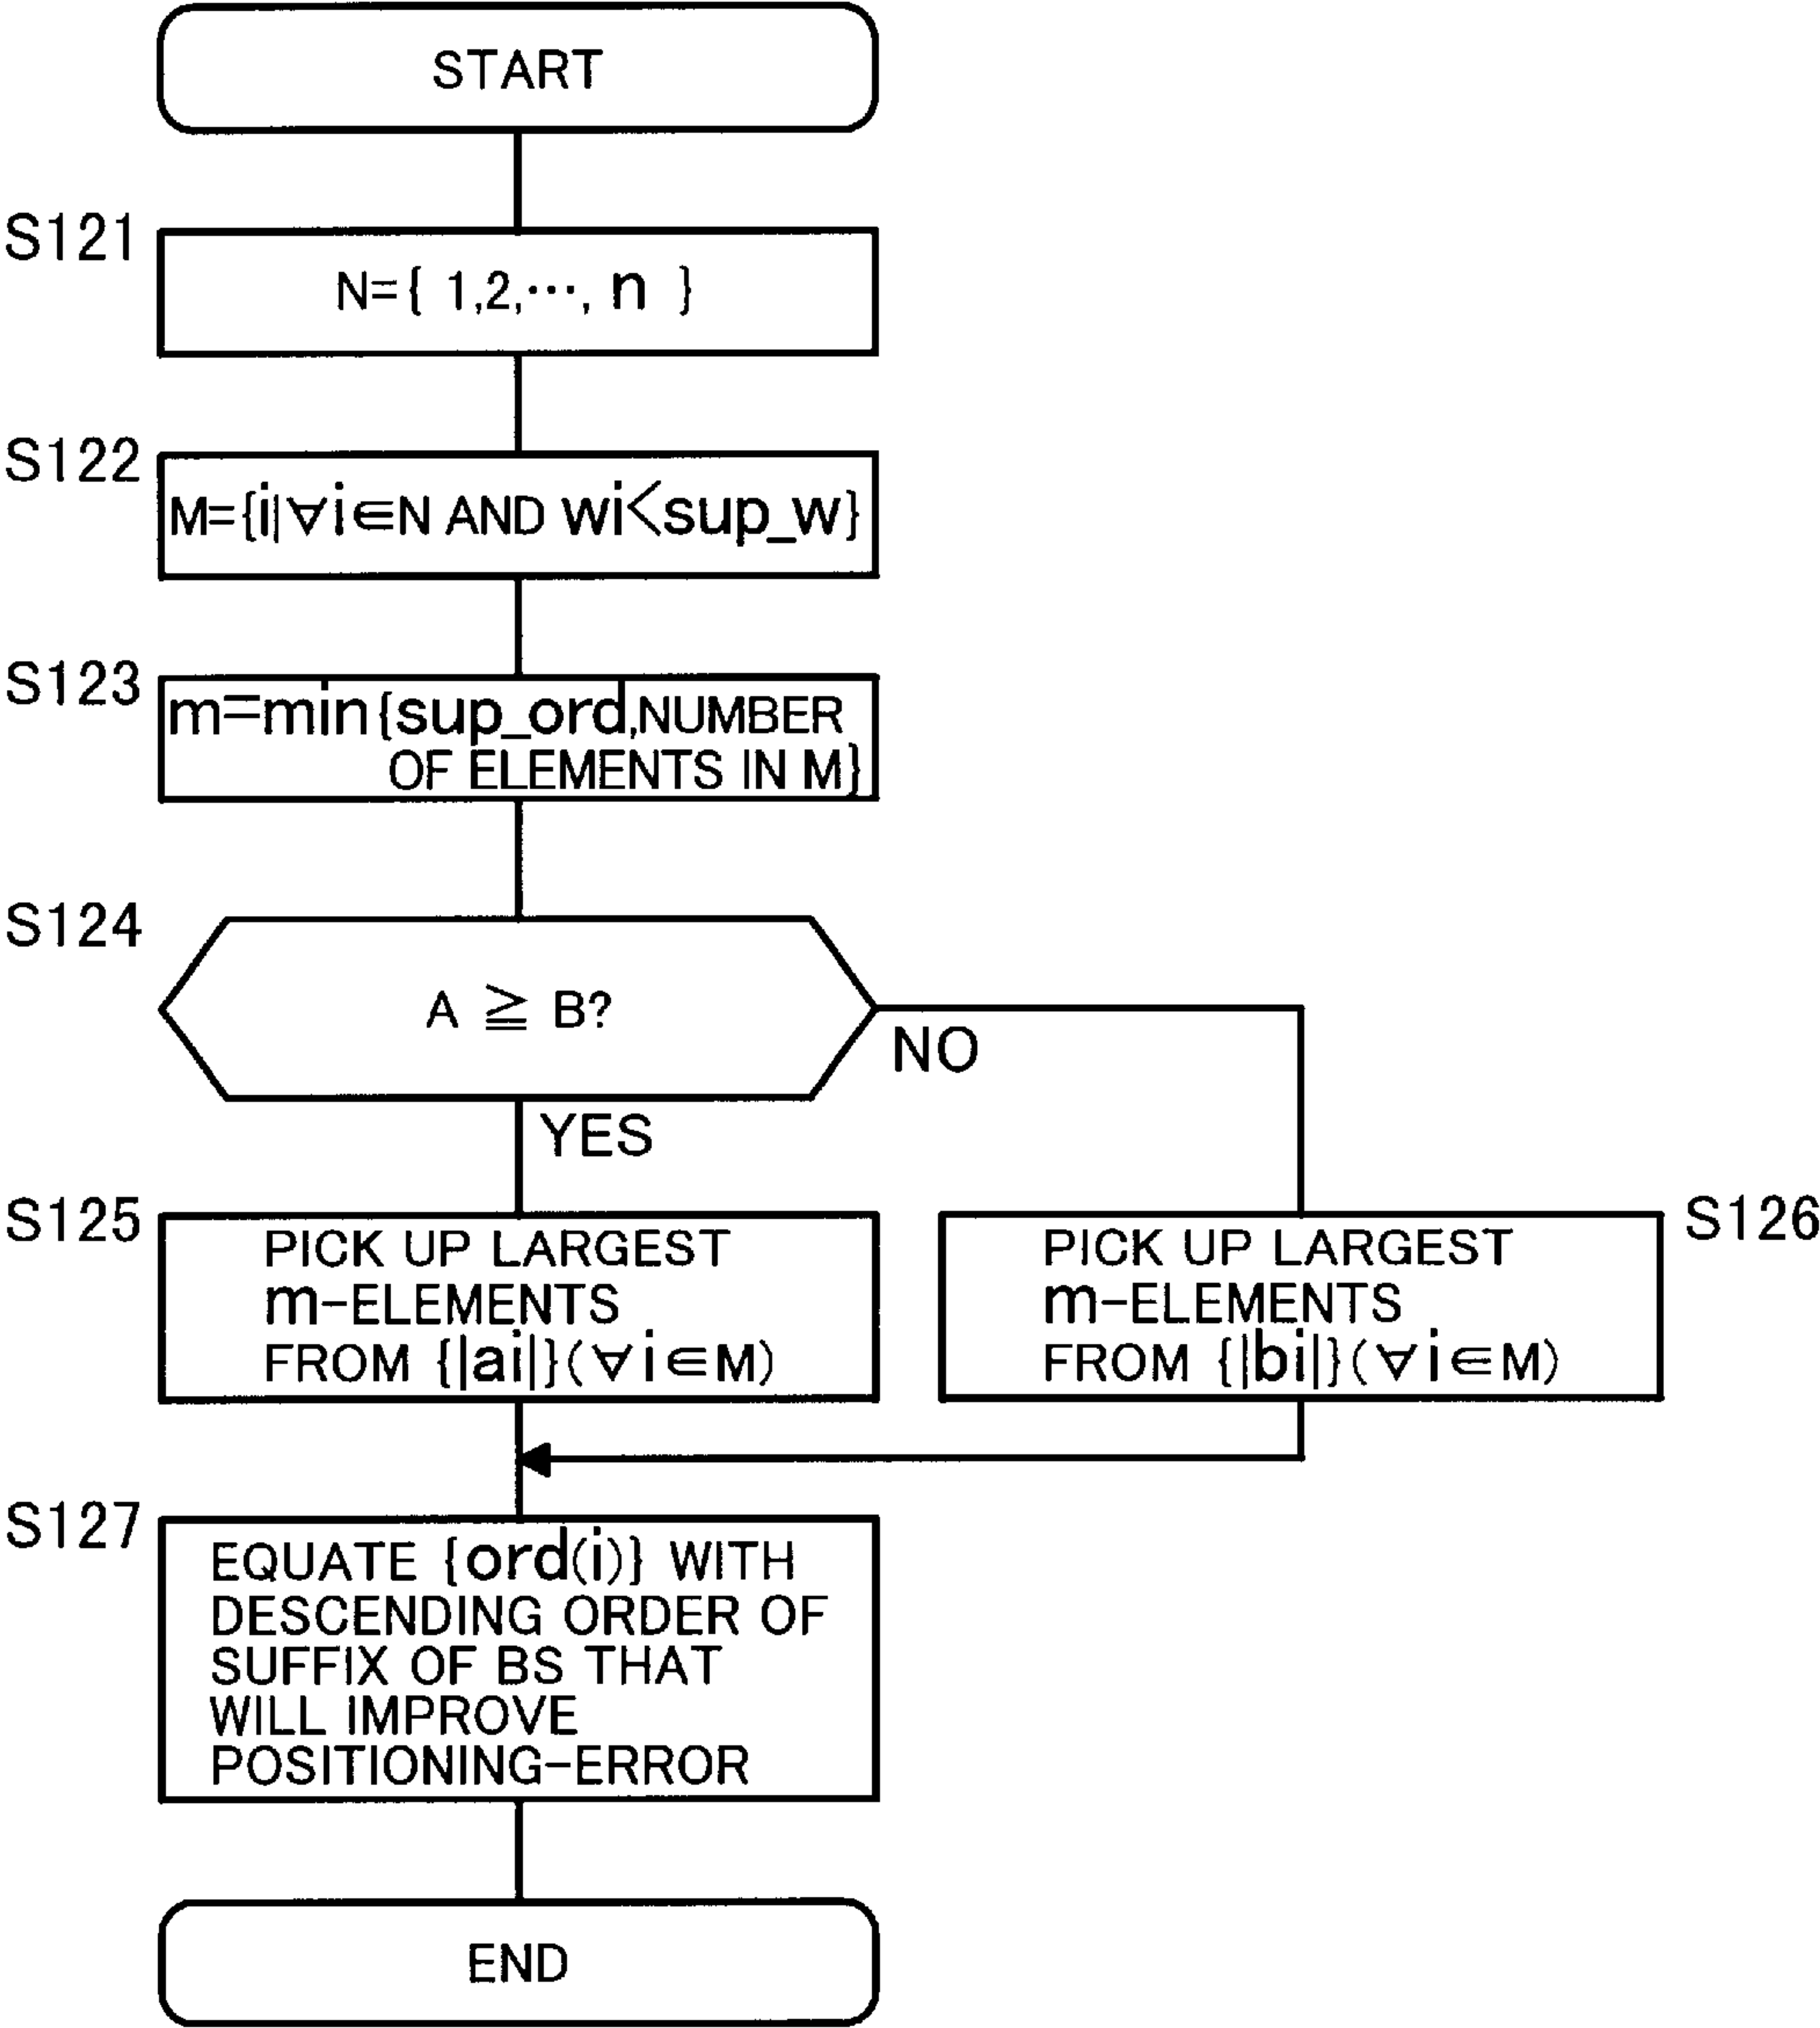 START
S121
N={ 1,2,⋯, n }
S122
M={i|∀i∈N AND wi<sup_w}
S123
m=min{sup_ord,NUMBER
OF ELEMENTS IN M}
S124
A ≧ B?
NO
YES
S125
PICK UP LARGEST
m-ELEMENTS
FROM {|ai|}(∀i∈M)
S126
PICK UP LARGEST
m-ELEMENTS
FROM {|bi|}(∀i∈M)
S127
EQUATE {ord(i)} WITH
DESCENDING ORDER OF
SUFFIX OF BS THAT
WILL IMPROVE
POSITIONING-ERROR
END